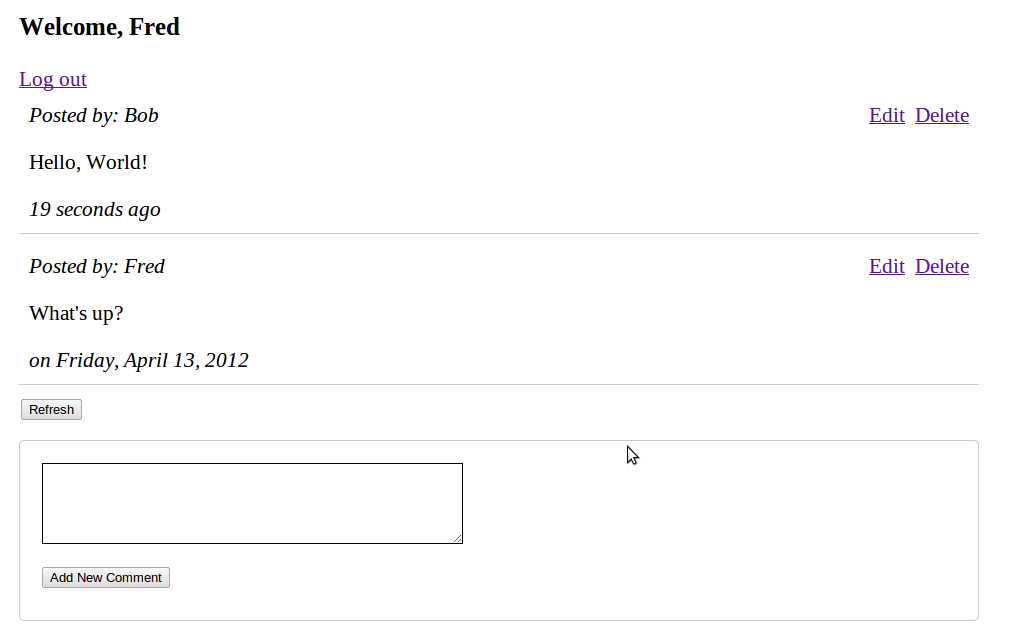 Welcome, Fred
Log out
Posted by: Bob Edit Delete
Hello, World!
19 seconds ago
Posted by: Fred Edit Delete
What's up?
on Friday, April 13, 2012
Refresh
Add New Comment